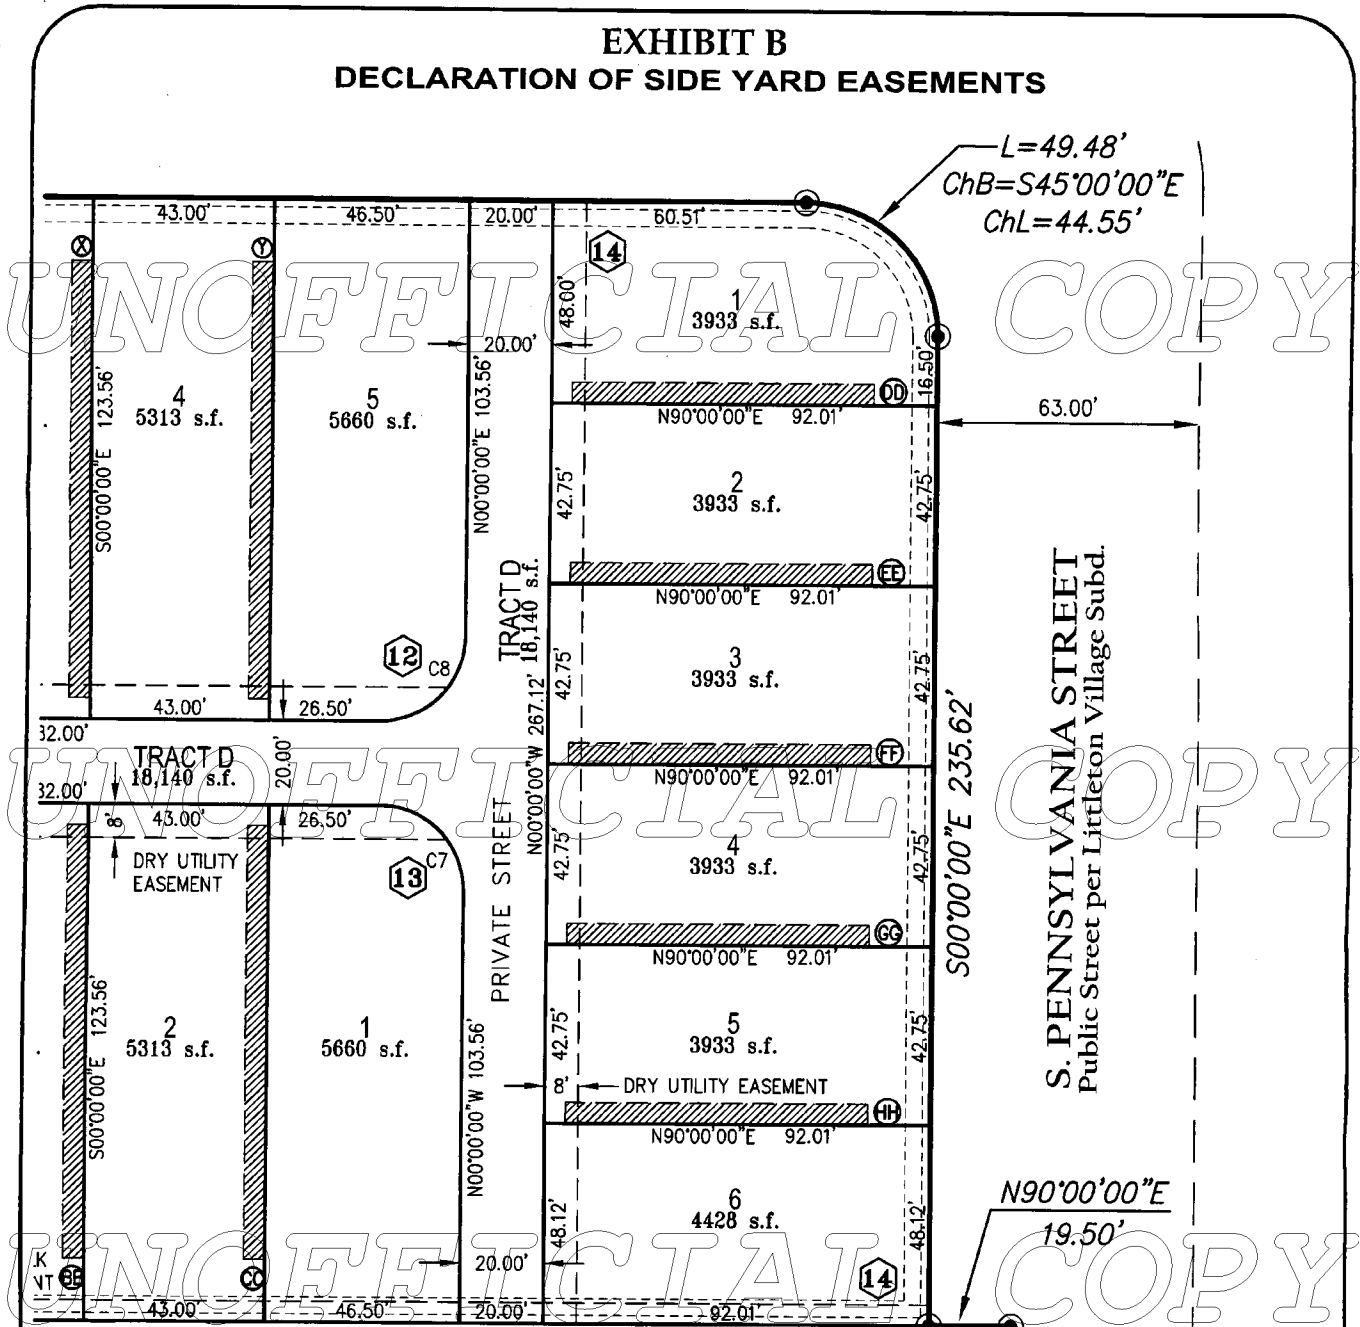 EXHIBIT B
DECLARATION OF SIDE YARD EASEMENTS
L=49.48'
ChB=S45°00'00"E
ChL=44.55'
43.00'
46.50'
20.00'
60.51'
X
Y
14
UNOFFICIAL COPY
48.00'
1
3933 s.f.
20.00'
16.50'
DD
N90°00'00"E 92.01'
63.00'
S00°00'00"E 123.56'
4
5313 s.f.
5
5660 s.f.
N00°00'00"E 103.56'
42.75'
2
3933 s.f.
42.75'
EE
N90°00'00"E 92.01'
TRACT D
18,140 s.f.
12
C8
42.75'
3
3933 s.f.
42.75'
43.00'
26.50'
N00°00'00"W 267.12'
S00°00'00"E 235.62'
S. PENNSYLVANIA STREET
Public Street per Littleton Village Subd.
32.00'
TRACT D
18,140 s.f.
20.00'
FF
N90°00'00"E 92.01'
UNOFFICIAL COPY
32.00'
8'
43.00'
26.50'
DRY UTILITY
EASEMENT
13
C7
PRIVATE STREET
42.75'
4
3933 s.f.
42.75'
GG
N90°00'00"E 92.01'
S00°00'00"E 123.56'
2
5313 s.f.
1
5660 s.f.
N00°00'00"W 103.56'
42.75'
5
3933 s.f.
42.75'
8'
DRY UTILITY EASEMENT
HH
N90°00'00"E 92.01'
48.12'
6
4428 s.f.
48.12'
N90°00'00"E
19.50'
20.00'
14
UNOFFICIAL COPY
.K
NT
BB
CC
43.00'
46.50'
20.00'
92.01'